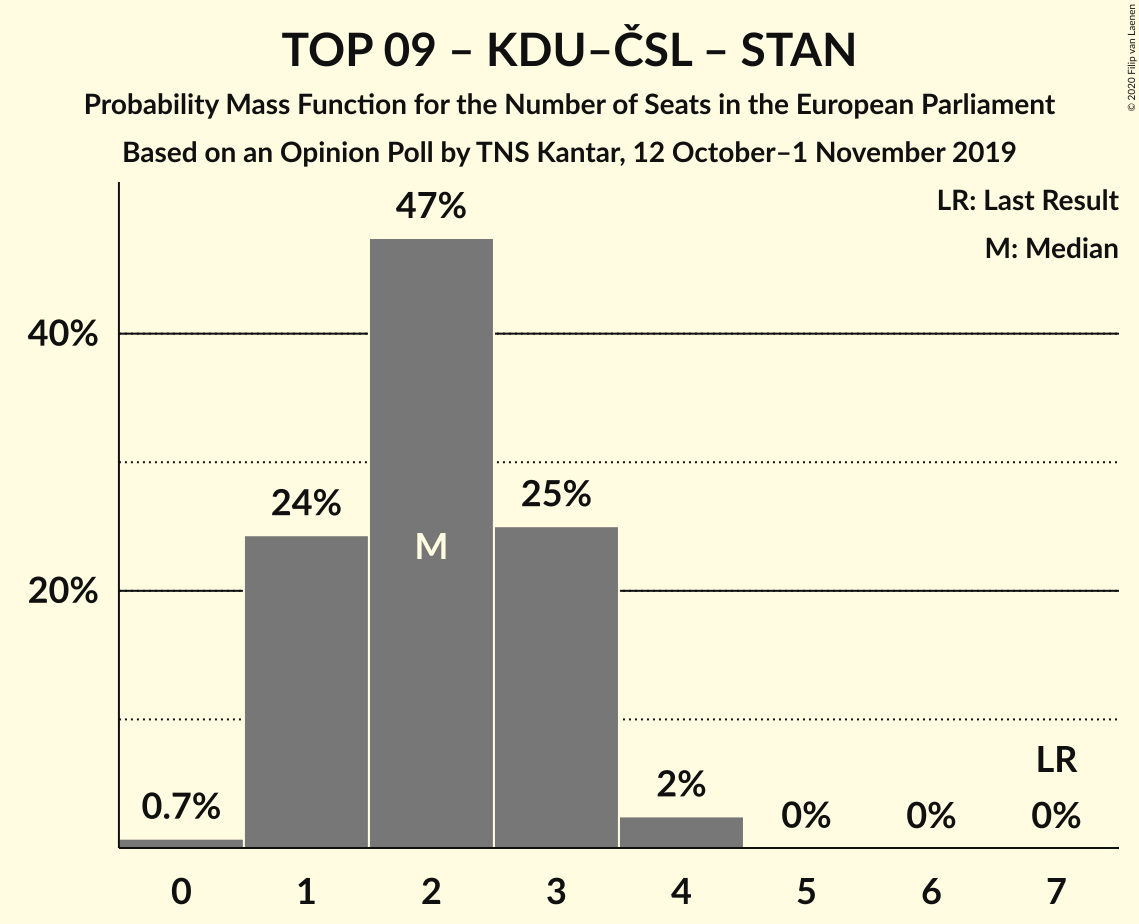 TOP 09 – KDU–ČSL – STAN
Probability Mass Function for the Number of Seats in the European Parliament
Based on an Opinion Poll by TNS Kantar, 12 October–1 November 2019
© 2020 Filip van Laenen
LR: Last Result
M: Median
47%
40%
25%
24%
M
20%
LR
2%
0.7%
0%
0%
0%
0 1 2 3 4 5 6 7